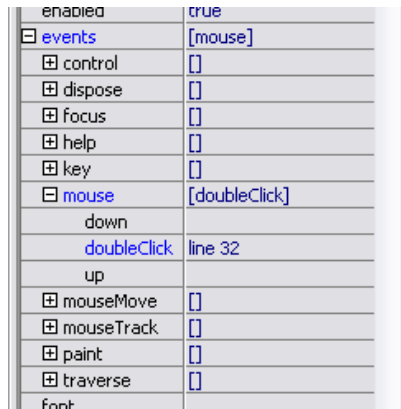 enabled true
events [mouse]
control []
dispose []
focus []
help []
key []
mouse [doubleClick]
down
doubleClick line 32
up
mouseMove []
mouseTrack []
paint []
traverse []
font